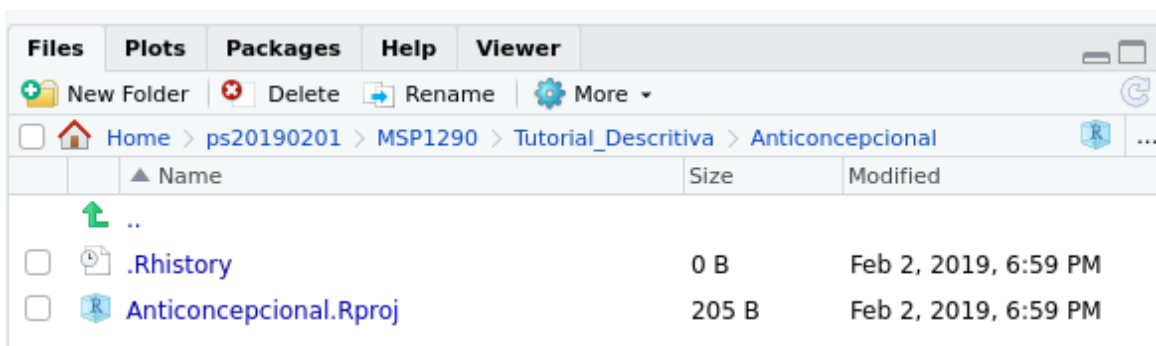 Files Plots Packages Help Viewer
New Folder Delete Rename More
Home > ps20190201 > MSP1290 > Tutorial_Descritiva > Anticoncepcional R ...
Name Size Modified
..
.Rhistory 0 B Feb 2, 2019, 6:59 PM
R Anticoncepcional.Rproj 205 B Feb 2, 2019, 6:59 PM